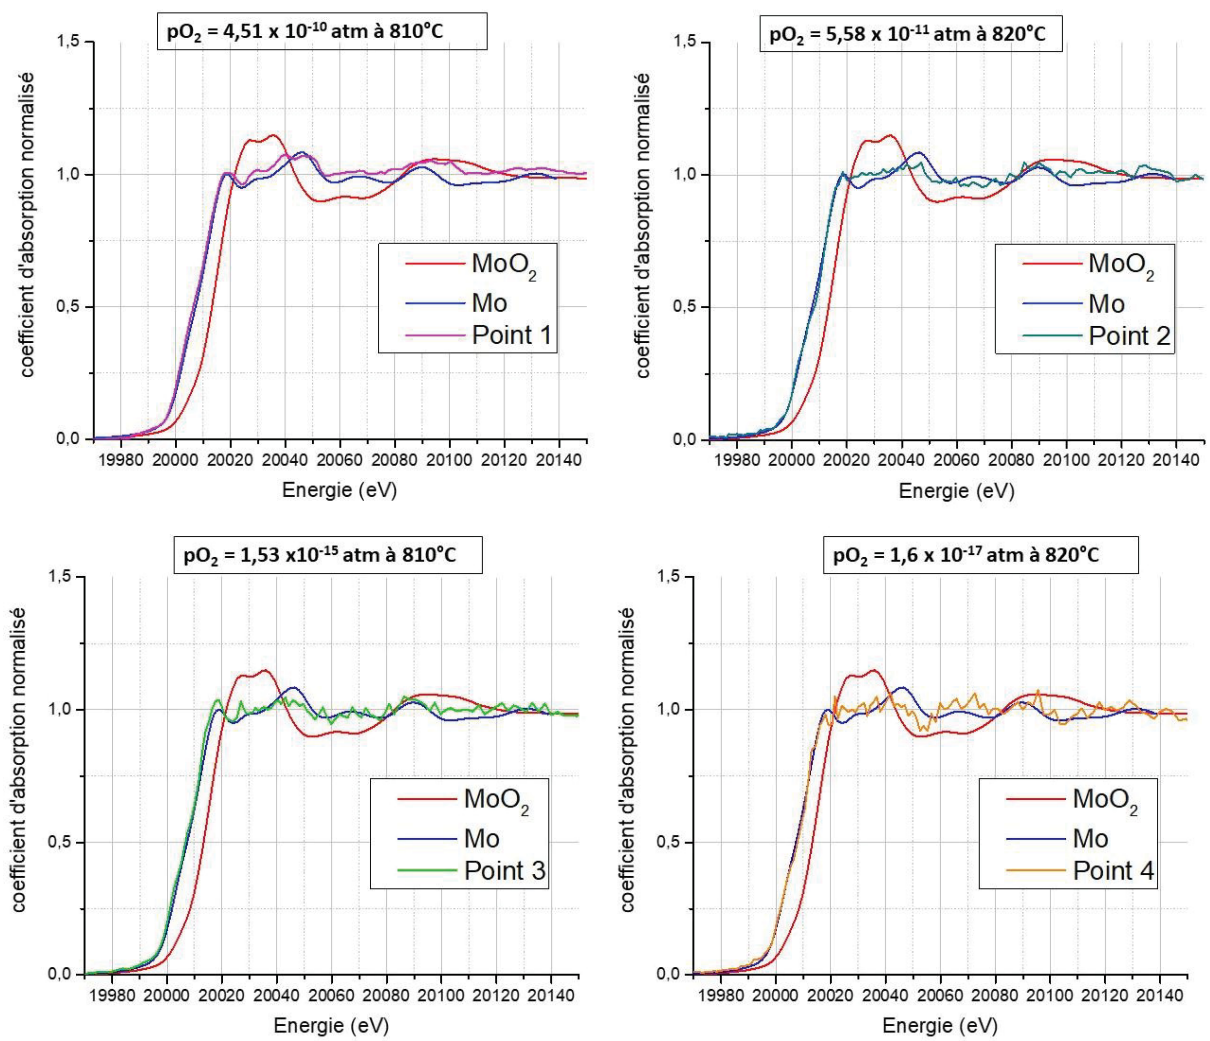 pO₂ = 4,51 x 10⁻¹⁰ atm à 810°C
1,5
1,0
0,5
0,0
coefficient d'absorption normalisé
MoO₂
Mo
Point 1
19980 20000 20020 20040 20060 20080 20100 20120 20140
Energie (eV)
pO₂ = 5,58 x 10⁻¹¹ atm à 820°C
1,5
1,0
0,5
0,0
coefficient d'absorption normalisé
MoO₂
Mo
Point 2
19980 20000 20020 20040 20060 20080 20100 20120 20140
Energie (eV)
pO₂ = 1,53 x10⁻¹⁵ atm à 810°C
1,5
1,0
0,5
0,0
coefficient d'absorption normalisé
MoO₂
Mo
Point 3
19980 20000 20020 20040 20060 20080 20100 20120 20140
Energie (eV)
pO₂ = 1,6 x 10⁻¹⁷ atm à 820°C
1,5
1,0
0,5
0,0
coefficient d'absorption normalisé
MoO₂
Mo
Point 4
19980 20000 20020 20040 20060 20080 20100 20120 20140
Energie (eV)